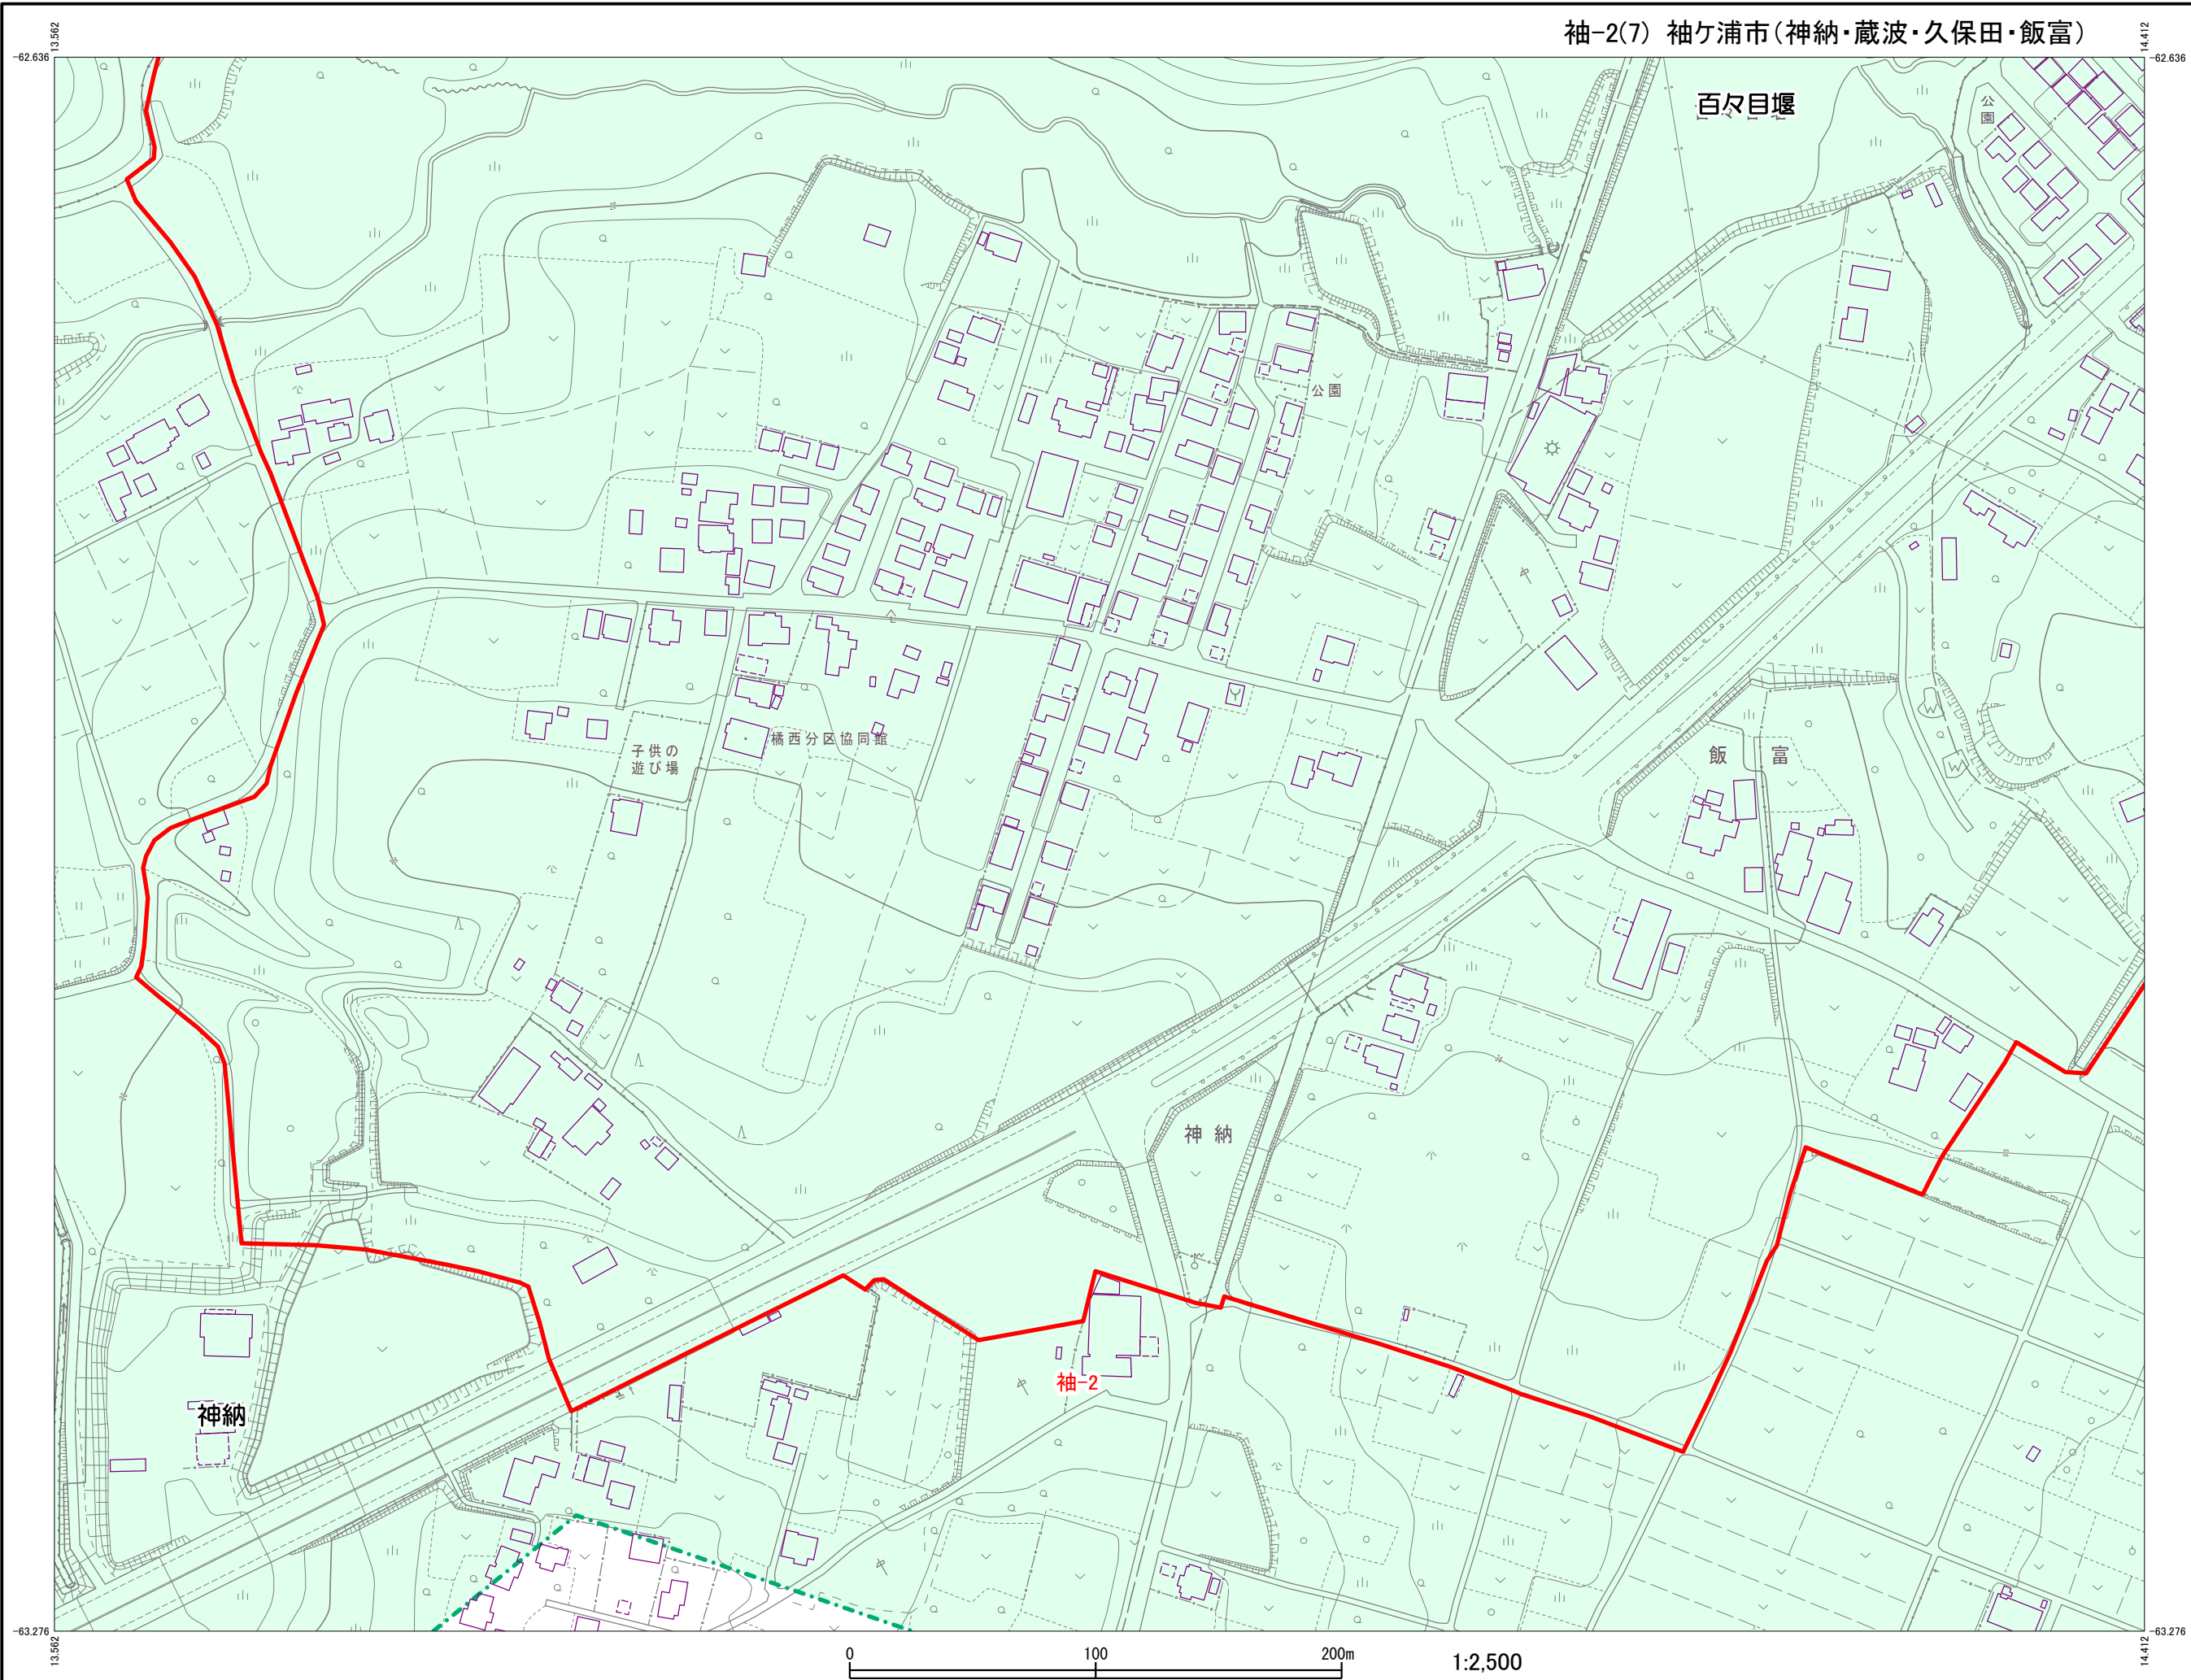 袖-2(7) 袖ケ浦市(神納・蔵波・久保田・飯富)
13.562
14.412
-62.636
-62.636
百々目堰
公園
公園
橘西分区協同館
子供の
遊び場
飯富
神納
袖-2
神納
-63.276
-63.276
13.562
14.412
0 100 200m
1:2,500